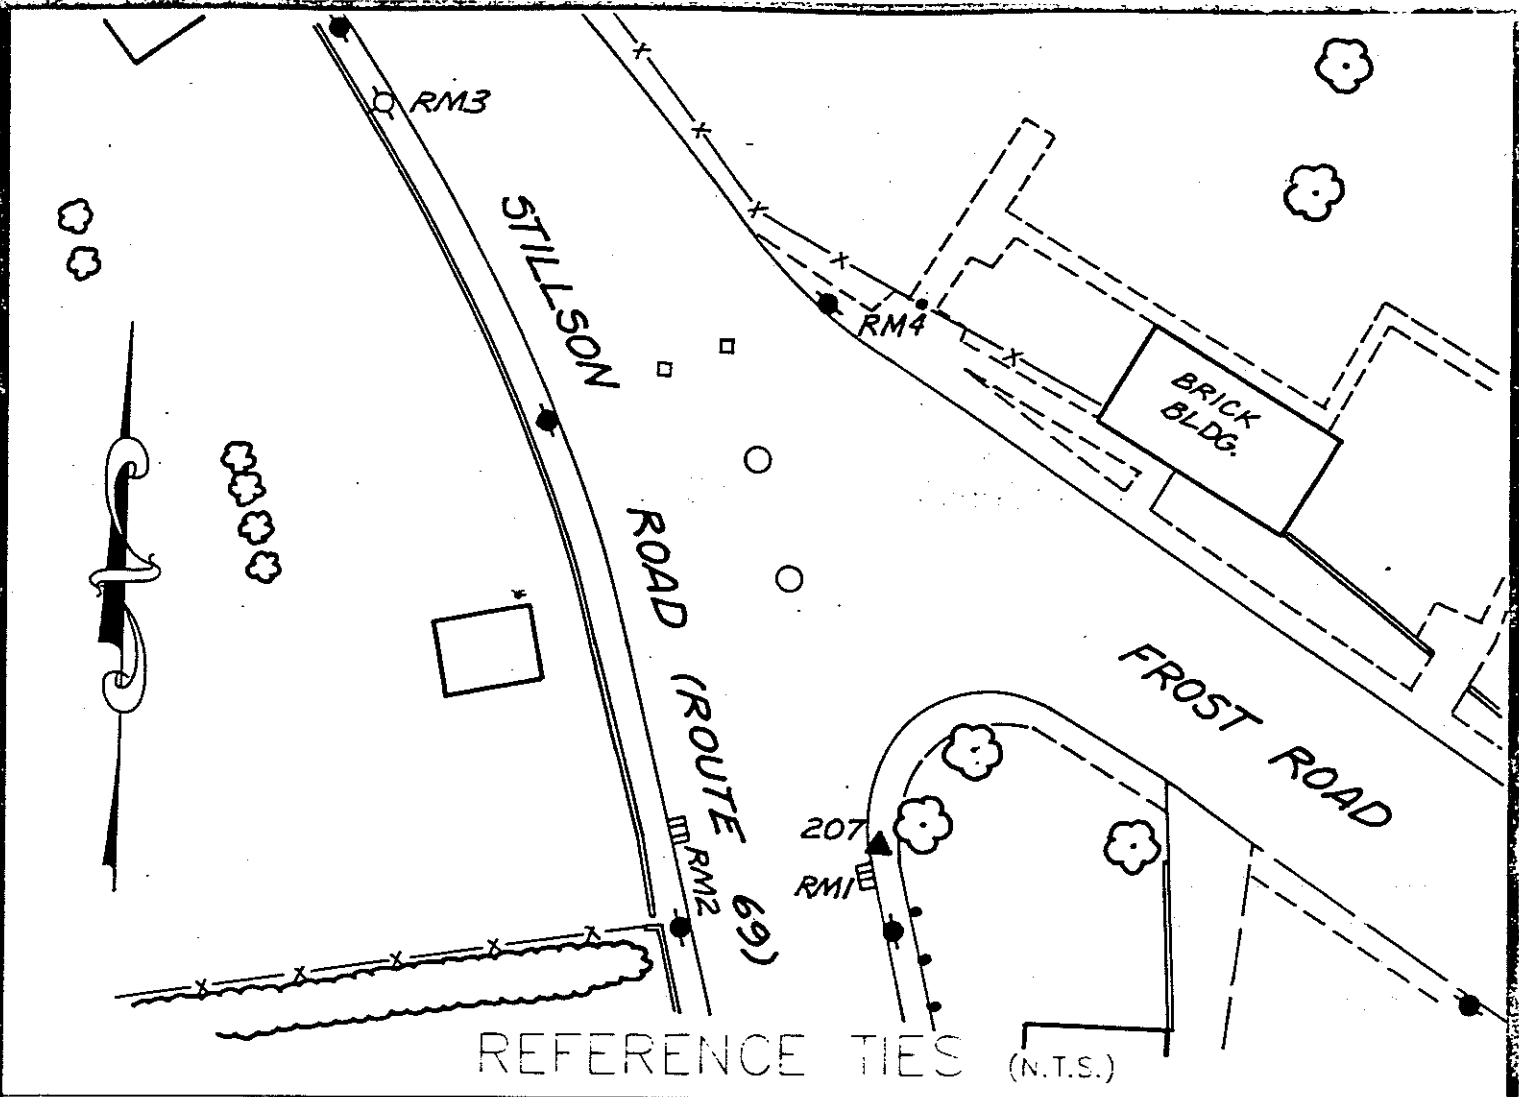 RM3
STILLSON
ROAD (ROUTE 69)
RM4
BRICK
BLDG.
FROST ROAD
207
RM1
RM2
REFERENCE TIES (N.T.S.)